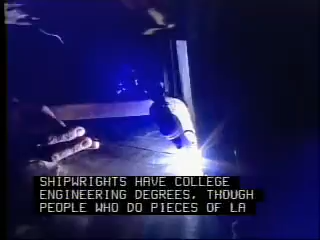 SHIPWRIGHTS HAVE COLLEGE
ENGINEERING DEGREES, THOUGH
PEOPLE WHO DO PIECES OF LA